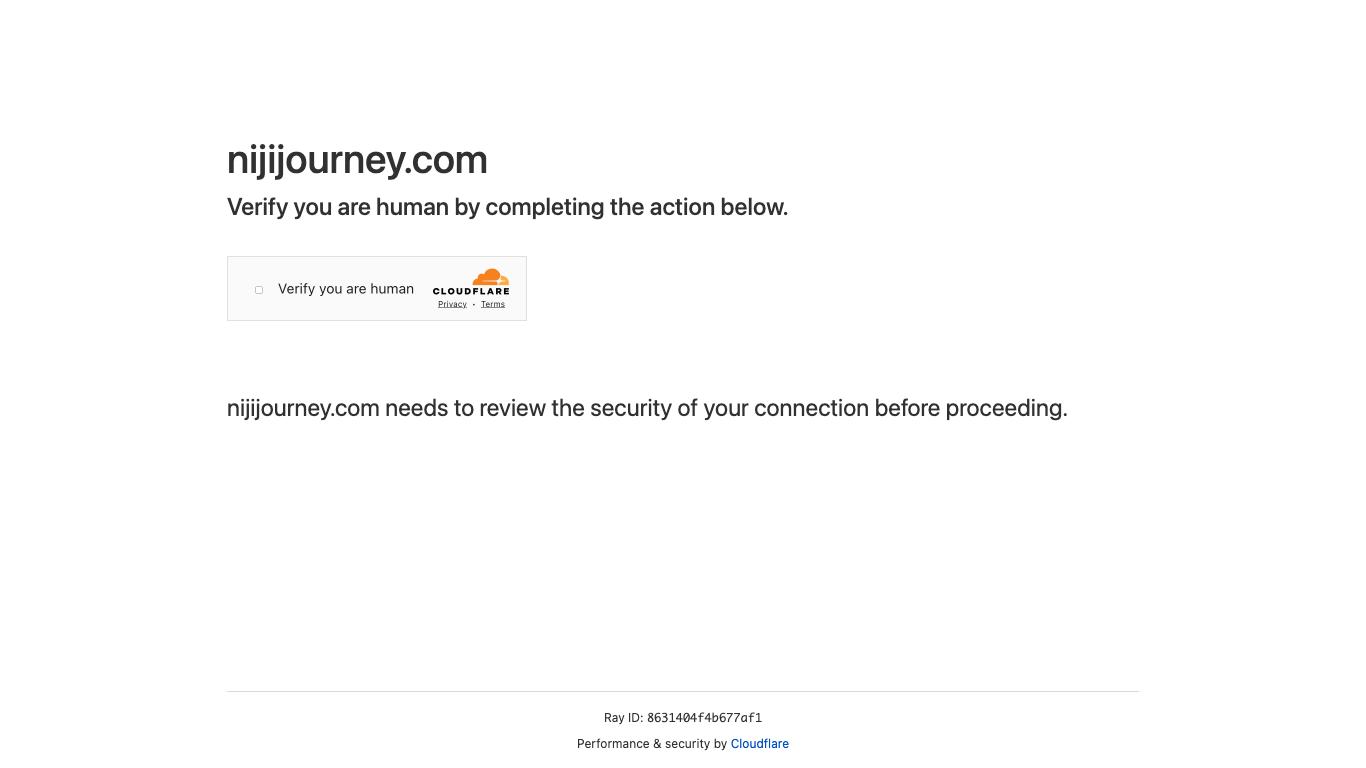 nijijourney.com
Verify you are human by completing the action below.
Verify you are human
CLOUDFLARE
Privacy • Terms
nijijourney.com needs to review the security of your connection before proceeding.
Ray ID: 8631404f4b677af1
Performance & security by Cloudflare